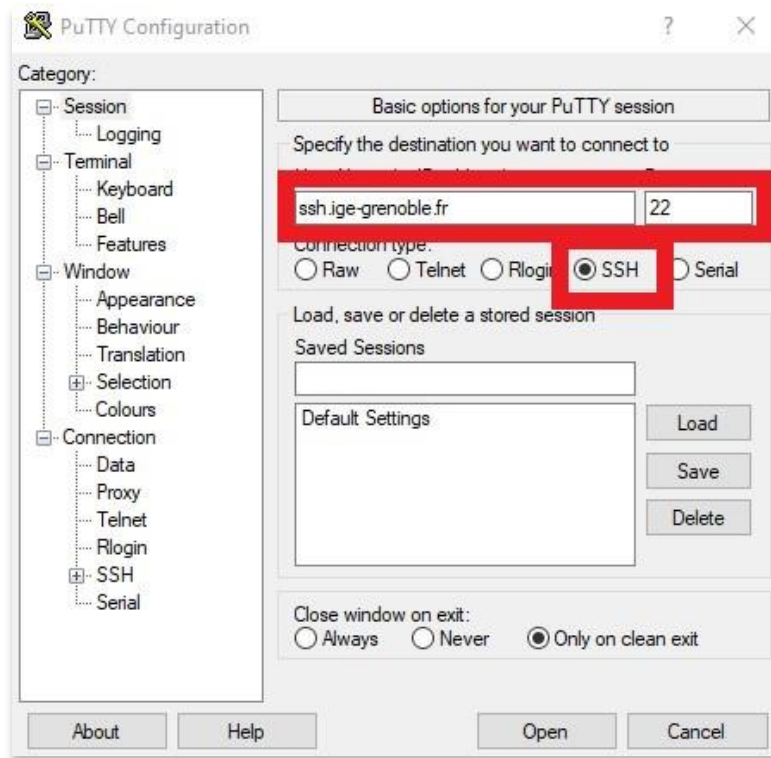 PuTTY Configuration ? ×
Category:
Session
Logging
Terminal
Keyboard
Bell
Features
Window
Appearance
Behaviour
Translation
Selection
Colours
Connection
Data
Proxy
Telnet
Rlogin
SSH
Serial
Basic options for your PuTTY session
Specify the destination you want to connect to
ssh.ige-grenoble.fr 22
Connection type:
Raw Telnet Rlogin SSH Serial
Load, save or delete a stored session
Saved Sessions
Default Settings
Load
Save
Delete
Close window on exit:
Always Never Only on clean exit
About Help Open Cancel